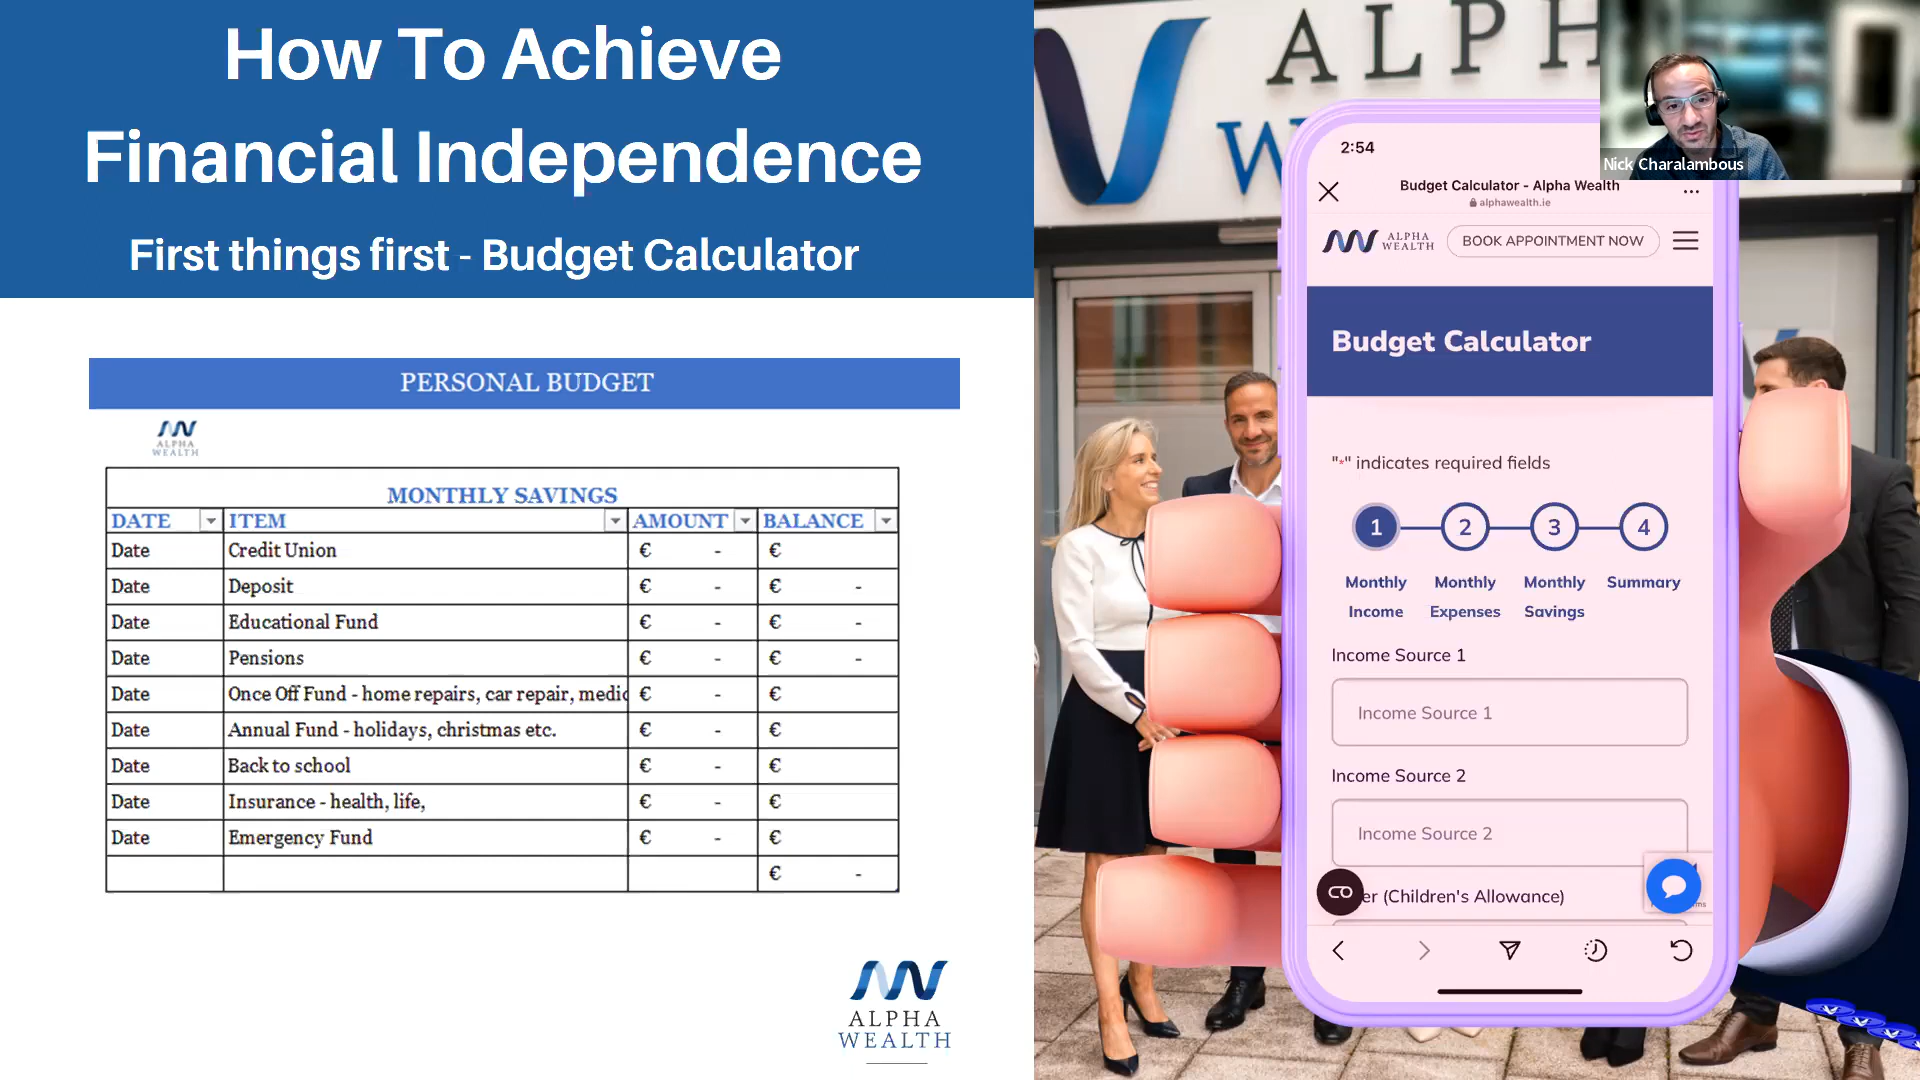 How To Achieve
Financial Independence
First things first - Budget Calculator
PERSONAL BUDGET
ALPHA
WEALTH
MONTHLY SAVINGS
DATE ITEM AMOUNT BALANCE
Date Credit Union € - €
Date Deposit € - € -
Date Educational Fund € - € -
Date Pensions € - € -
Date Once Off Fund - home repairs, car repair, medic € - €
Date Annual Fund - holidays, christmas etc. € - €
Date Back to school € - €
Date Insurance - health, life, € - €
Date Emergency Fund € - €
€ -
ALPHA
WEALTH
ALPH
W
Nick Charalambous
2:54
Budget Calculator - Alpha Wealth
alphawealth.ie
ALPHA
WEALTH
BOOK APPOINTMENT NOW
Budget Calculator
"*" indicates required fields
1 2 3 4
Monthly Income
Monthly Expenses
Monthly Savings
Summary
Income Source 1
Income Source 1
Income Source 2
Income Source 2
er (Children's Allowance)